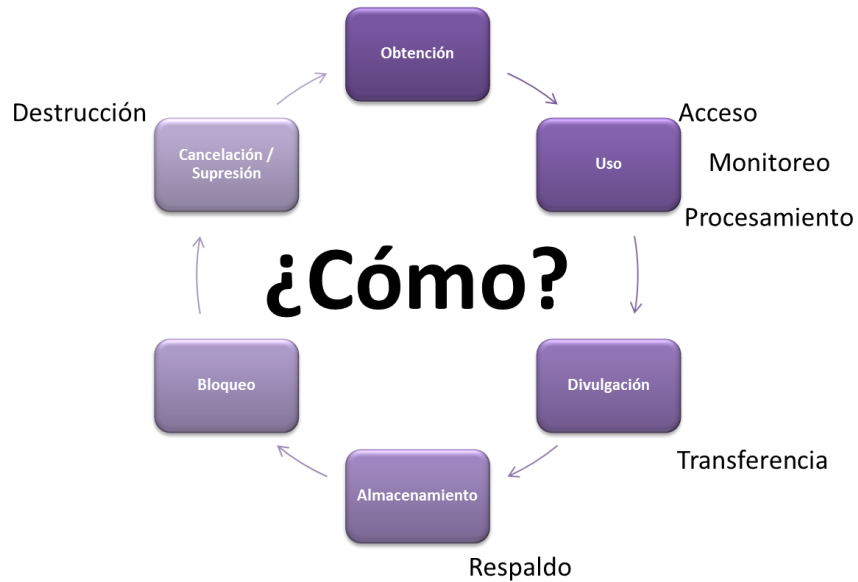 Obtención
Destrucción
Acceso
Cancelación /
Supresión
Uso
Monitoreo
Procesamiento
¿Cómo?
Bloqueo
Divulgación
Transferencia
Almacenamiento
Respaldo